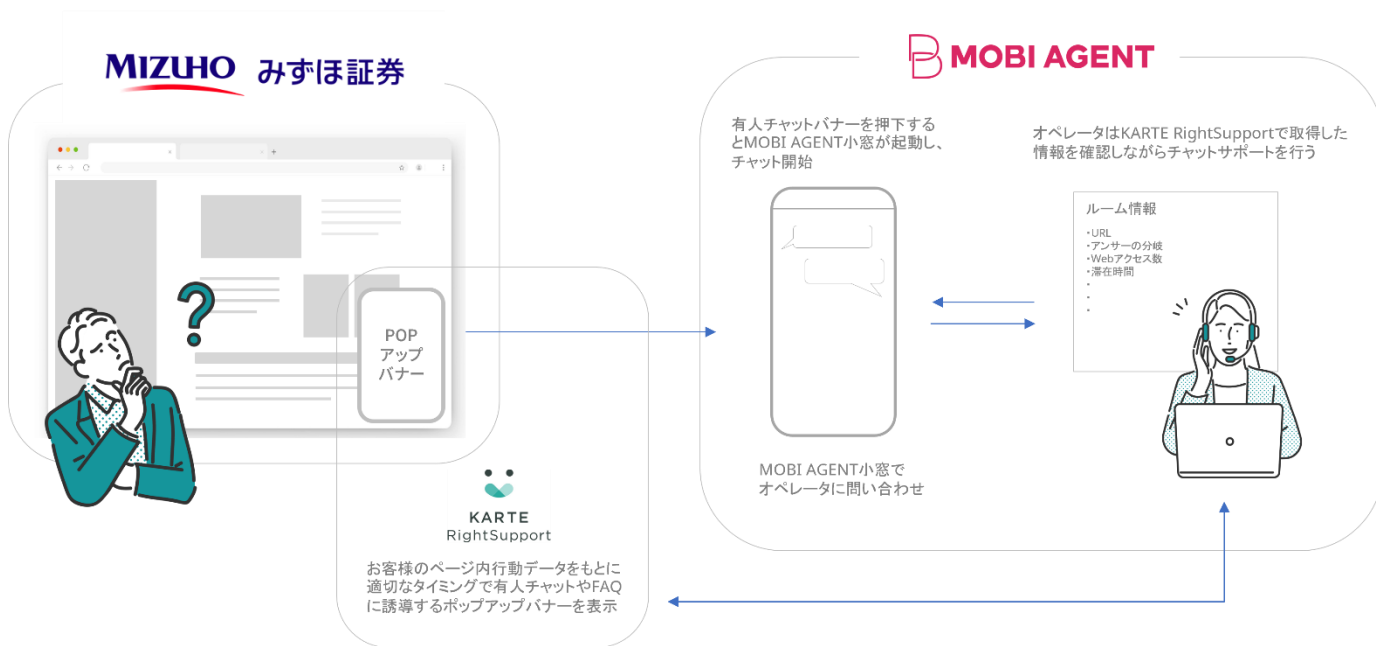 MIZUHO みずほ証券
MOBI AGENT
有人チャットバナーを押下する
とMOBI AGENT小窓が起動し、
チャット開始
オペレータはKARTE RightSupportで取得した
情報を確認しながらチャットサポートを行う
ルーム情報
・URL
・アンサーの分岐
・Webアクセス数
・滞在時間
・
・
・
POP
アップ
バナー
MOBI AGENT小窓で
オペレータに問い合わせ
KARTE
RightSupport
お客様のページ内行動データをもとに
適切なタイミングで有人チャットやFAQ
に誘導するポップアップバナーを表示